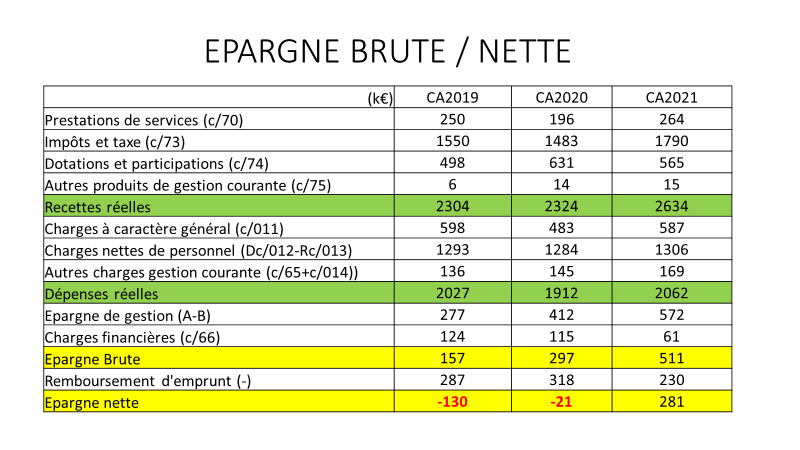 EPARGNE BRUTE / NETTE
(k€) CA2019 CA2020 CA2021
Prestations de services (c/70) 250 196 264
Impôts et taxe (c/73) 1550 1483 1790
Dotations et participations (c/74) 498 631 565
Autres produits de gestion courante (c/75) 6 14 15
Recettes réelles 2304 2324 2634
Charges à caractère général (c/011) 598 483 587
Charges nettes de personnel (Dc/012-Rc/013) 1293 1284 1306
Autres charges gestion courante (c/65+c/014)) 136 145 169
Dépenses réelles 2027 1912 2062
Epargne de gestion (A-B) 277 412 572
Charges financières (c/66) 124 115 61
Epargne Brute 157 297 511
Remboursement d'emprunt (-) 287 318 230
Epargne nette -130 -21 281